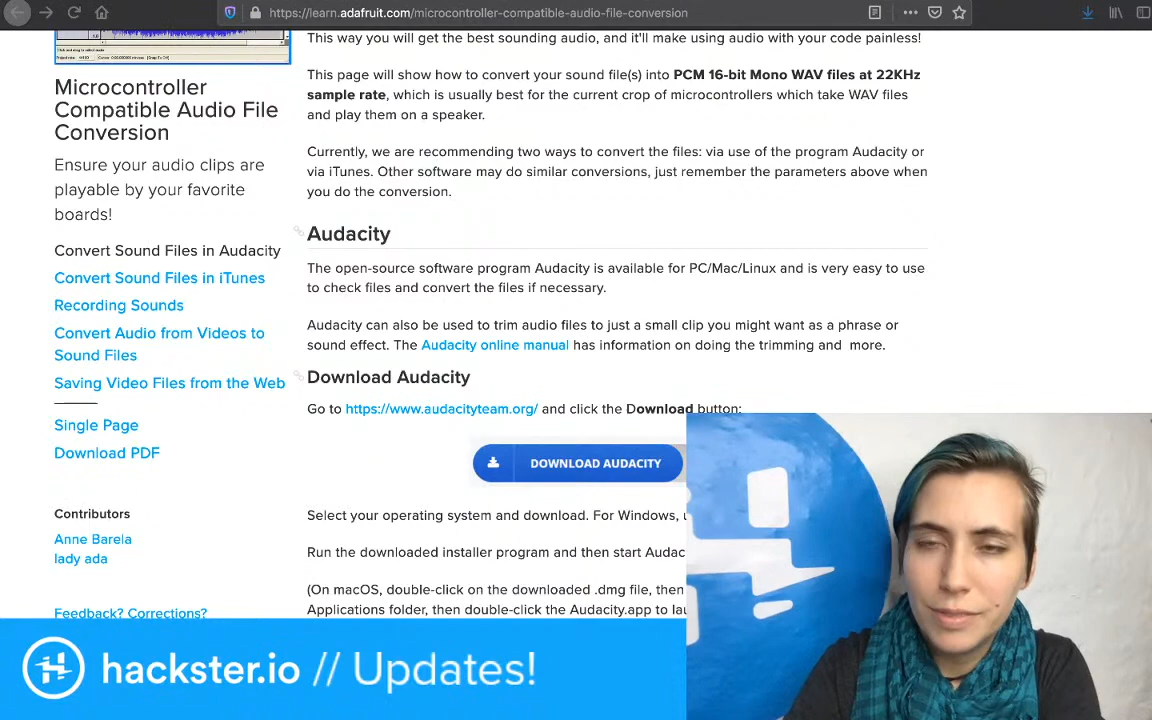 https://learn.adafruit.com/microcontroller-compatible-audio-file-conversion
This way you will get the best sounding audio, and it'll make using audio with your code painless!
Microcontroller
Compatible Audio File
Conversion
Ensure your audio clips are
playable by your favorite
boards!
Convert Sound Files in Audacity
Convert Sound Files in iTunes
Recording Sounds
Convert Audio from Videos to
Sound Files
Saving Video Files from the Web
Single Page
Download PDF
Contributors
Anne Barela
lady ada
Feedback? Corrections?
This page will show how to convert your sound file(s) into PCM 16-bit Mono WAV files at 22KHz
sample rate, which is usually best for the current crop of microcontrollers which take WAV files
and play them on a speaker.
Currently, we are recommending two ways to convert the files: via use of the program Audacity or
via iTunes. Other software may do similar conversions, just remember the parameters above when
you do the conversion.
Audacity
The open-source software program Audacity is available for PC/Mac/Linux and is very easy to use
to check files and convert the files if necessary.
Audacity can also be used to trim audio files to just a small clip you might want as a phrase or
sound effect. The Audacity online manual has information on doing the trimming and more.
Download Audacity
Go to https://www.audacityteam.org/ and click the Download button:
DOWNLOAD AUDACITY
Select your operating system and download. For Windows,
Run the downloaded installer program and then start
(On macOS, double-click on the downloaded .dmg file, then
Applications folder, then double-click the Audacity.app to
hackster.io // Updates!